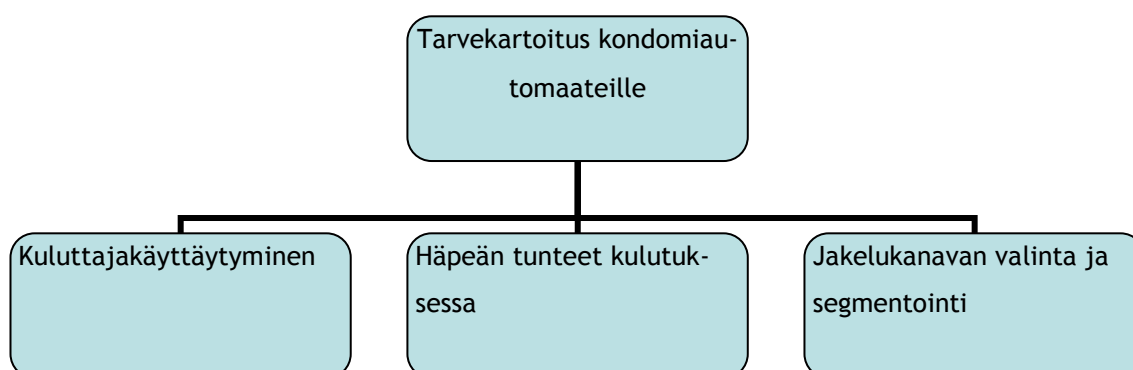 Tarvekartoitus kondomiau-
tomaateille
Kuluttajakäyttäytyminen
Häpeän tunteet kulutuk-
sessa
Jakelukanavan valinta ja
segmentointi